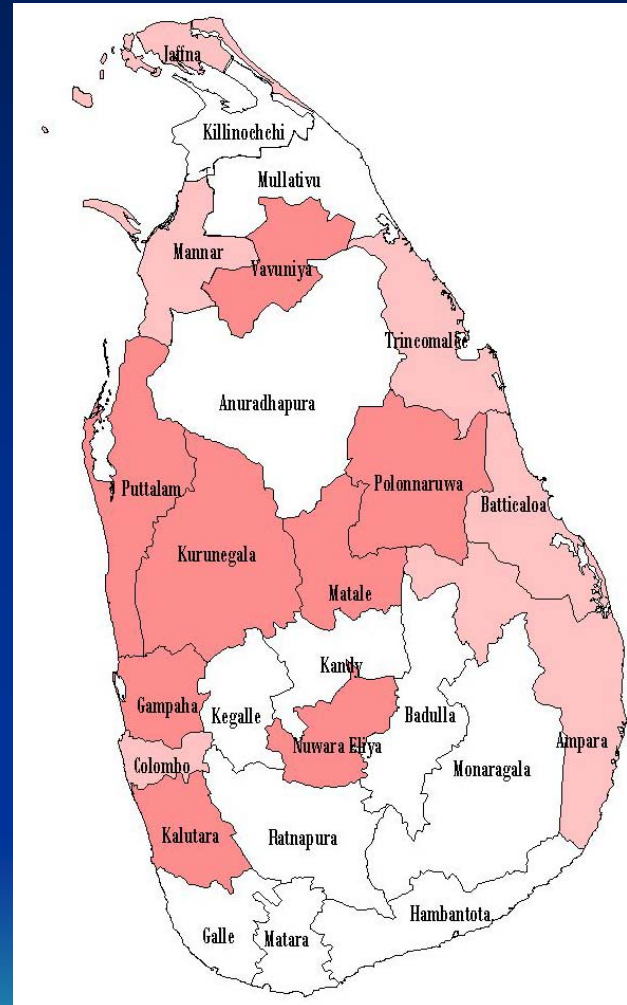 Jaffna
Killinochchi
Mullativu
Mannar
Vavuniya
Trincomalee
Anuradhapura
Puttalam
Polonnaruwa
Batticaloa
Kurunegala
Matale
Kandy
Gampaha
Kegalle
Badulla
Nuwara Eliya
Ampara
Colombo
Monaragala
Kalutara
Ratnapura
Hambantota
Galle
Matara